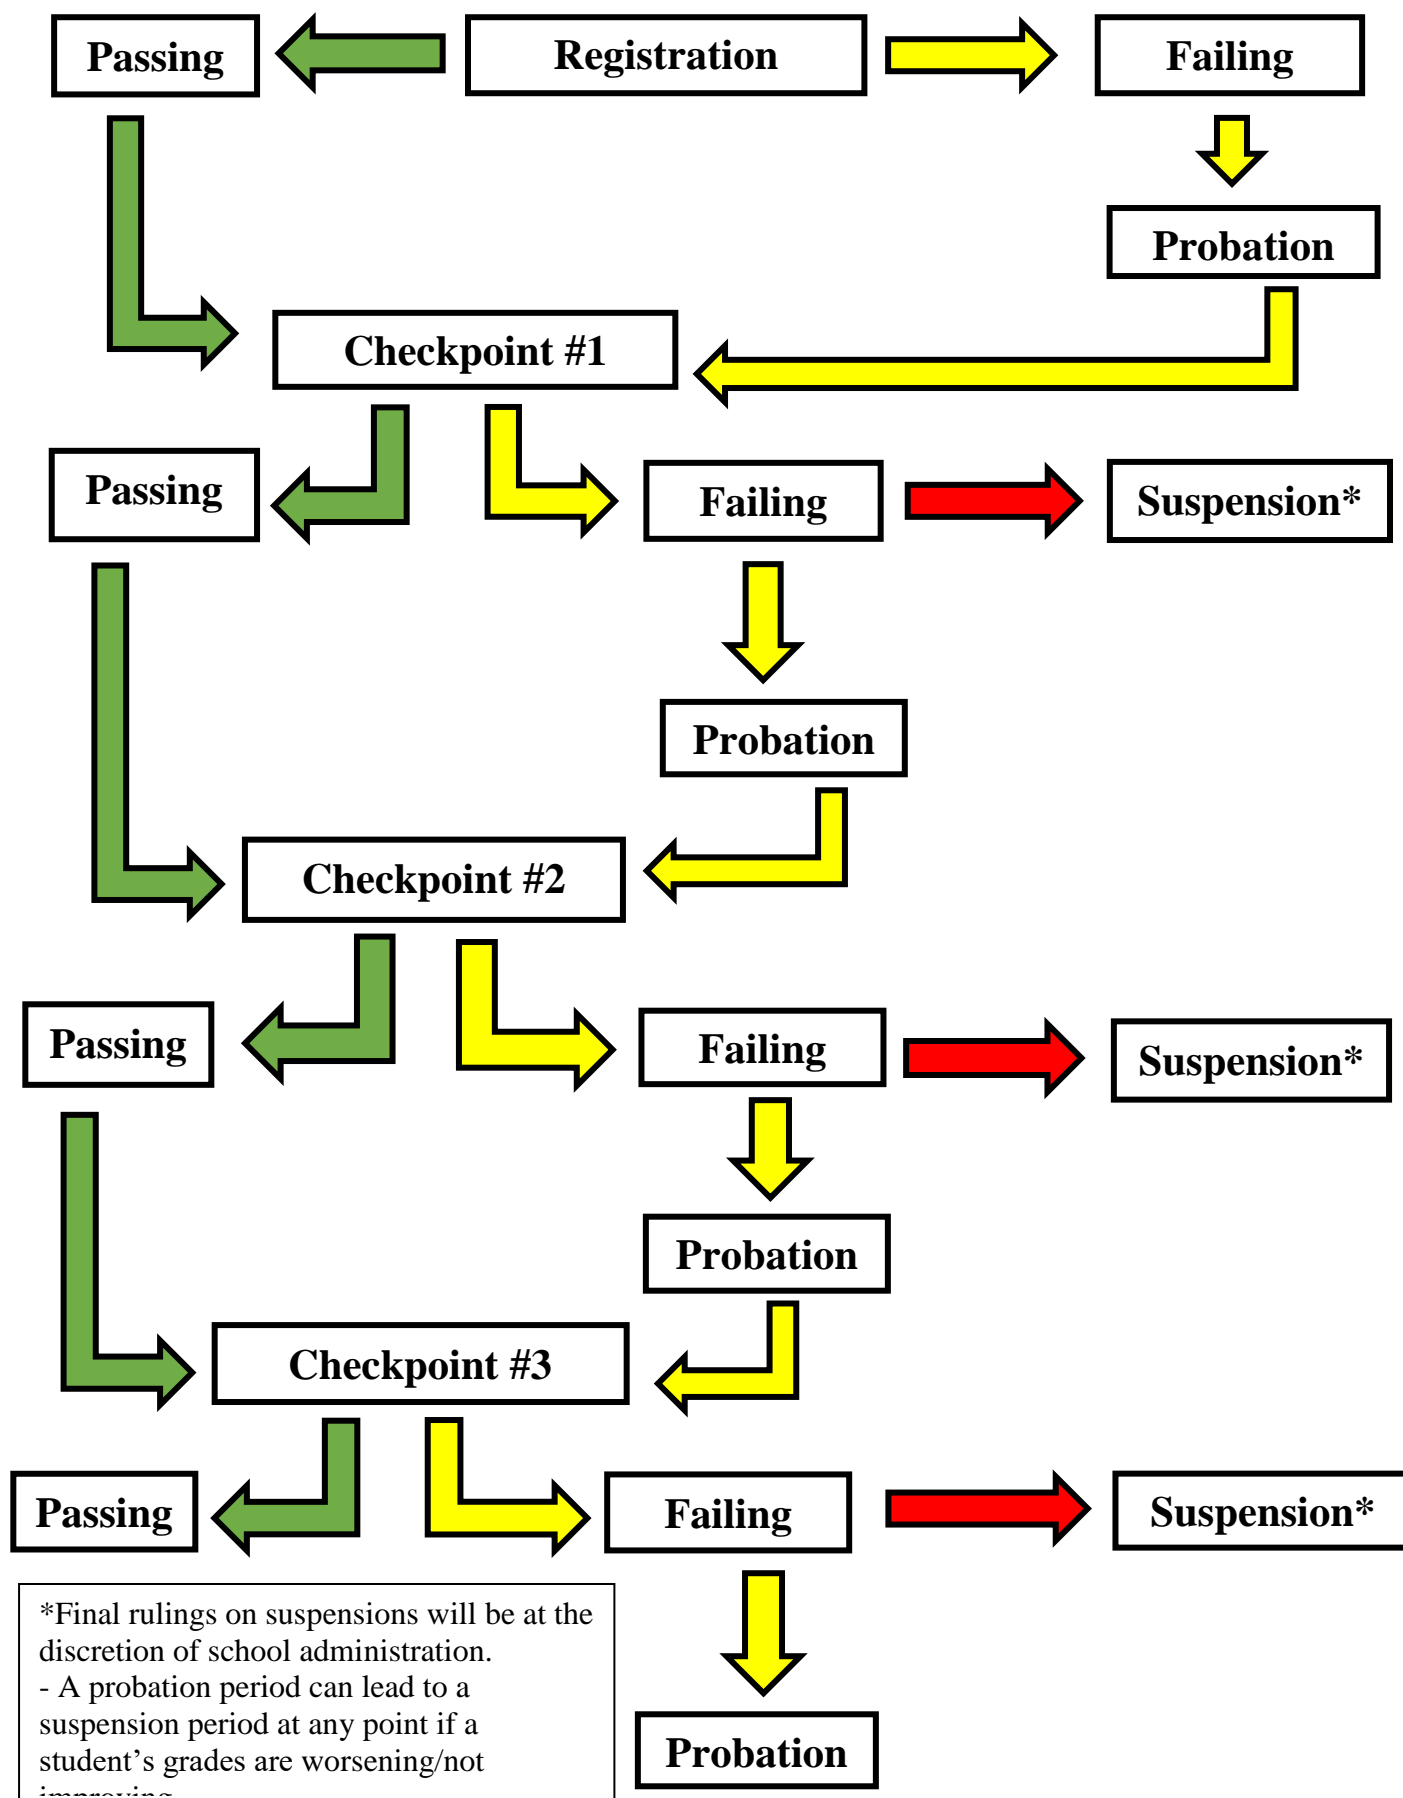 Passing
Registration
Failing
Probation
Checkpoint #1
Passing
Failing
Suspension*
Probation
Checkpoint #2
Passing
Failing
Suspension*
Probation
Checkpoint #3
Passing
Failing
Suspension*
*Final rulings on suspensions will be at the
discretion of school administration.
- A probation period can lead to a
suspension period at any point if a
student’s grades are worsening/not
improving
Probation